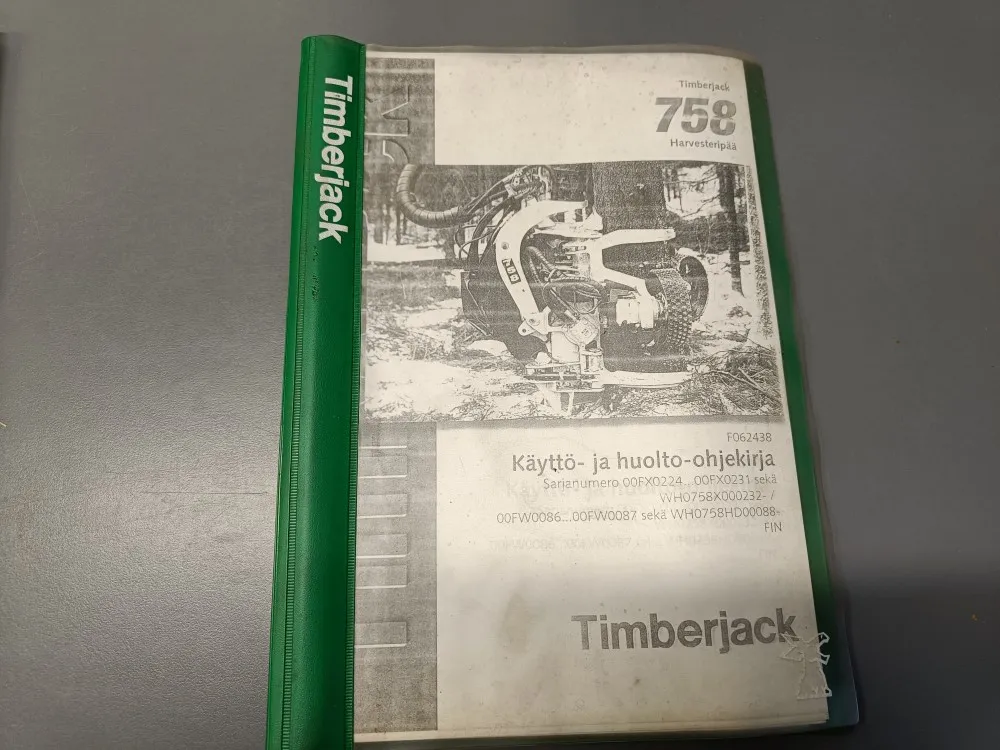 Timberjack
Timberjack
758
Harvesteripää
F062438
Käyttö- ja huolto-ohjekirja
Sarjanumero 00FX0224...00FX0231 sekä
WH0758X000232- /
00FW0086...00FW0087 sekä WH0758HD00088-
FIN
Timberjack